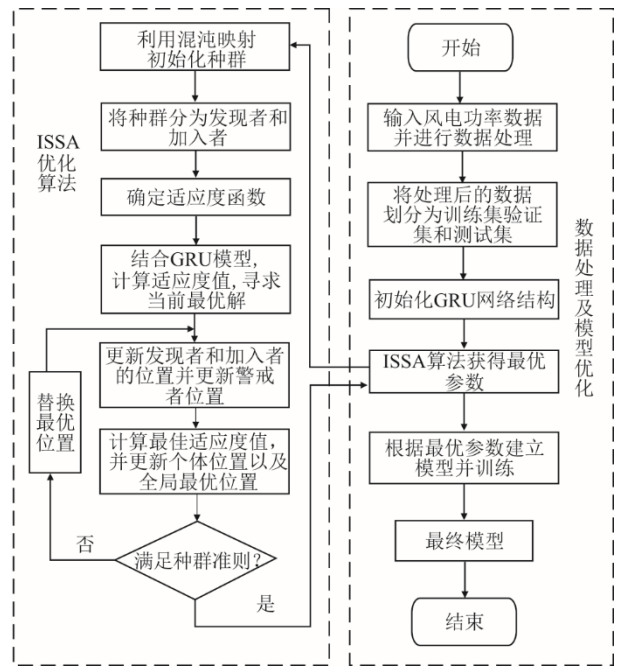 利用混沌映射
初始化种群
将种群分为发现者和
加入者
ISSA
优化
算法
确定适应度函数
结合GRU模型,
计算适应度值,寻求
当前最优解
更新发现者和加入者
的位置并更新警戒
者位置
替换
最优
位置
计算最佳适应度值，
并更新个体位置以及
全局最优位置
满足种群准则？
否
是
开始
输入风电功率数据
并进行数据处理
将处理后的数据
划分为训练集验证
集和测试集
初始化GRU网络结构
ISSA算法获得最优
参数
根据最优参数建立
模型并训练
最终模型
结束
数据处理及模型优化